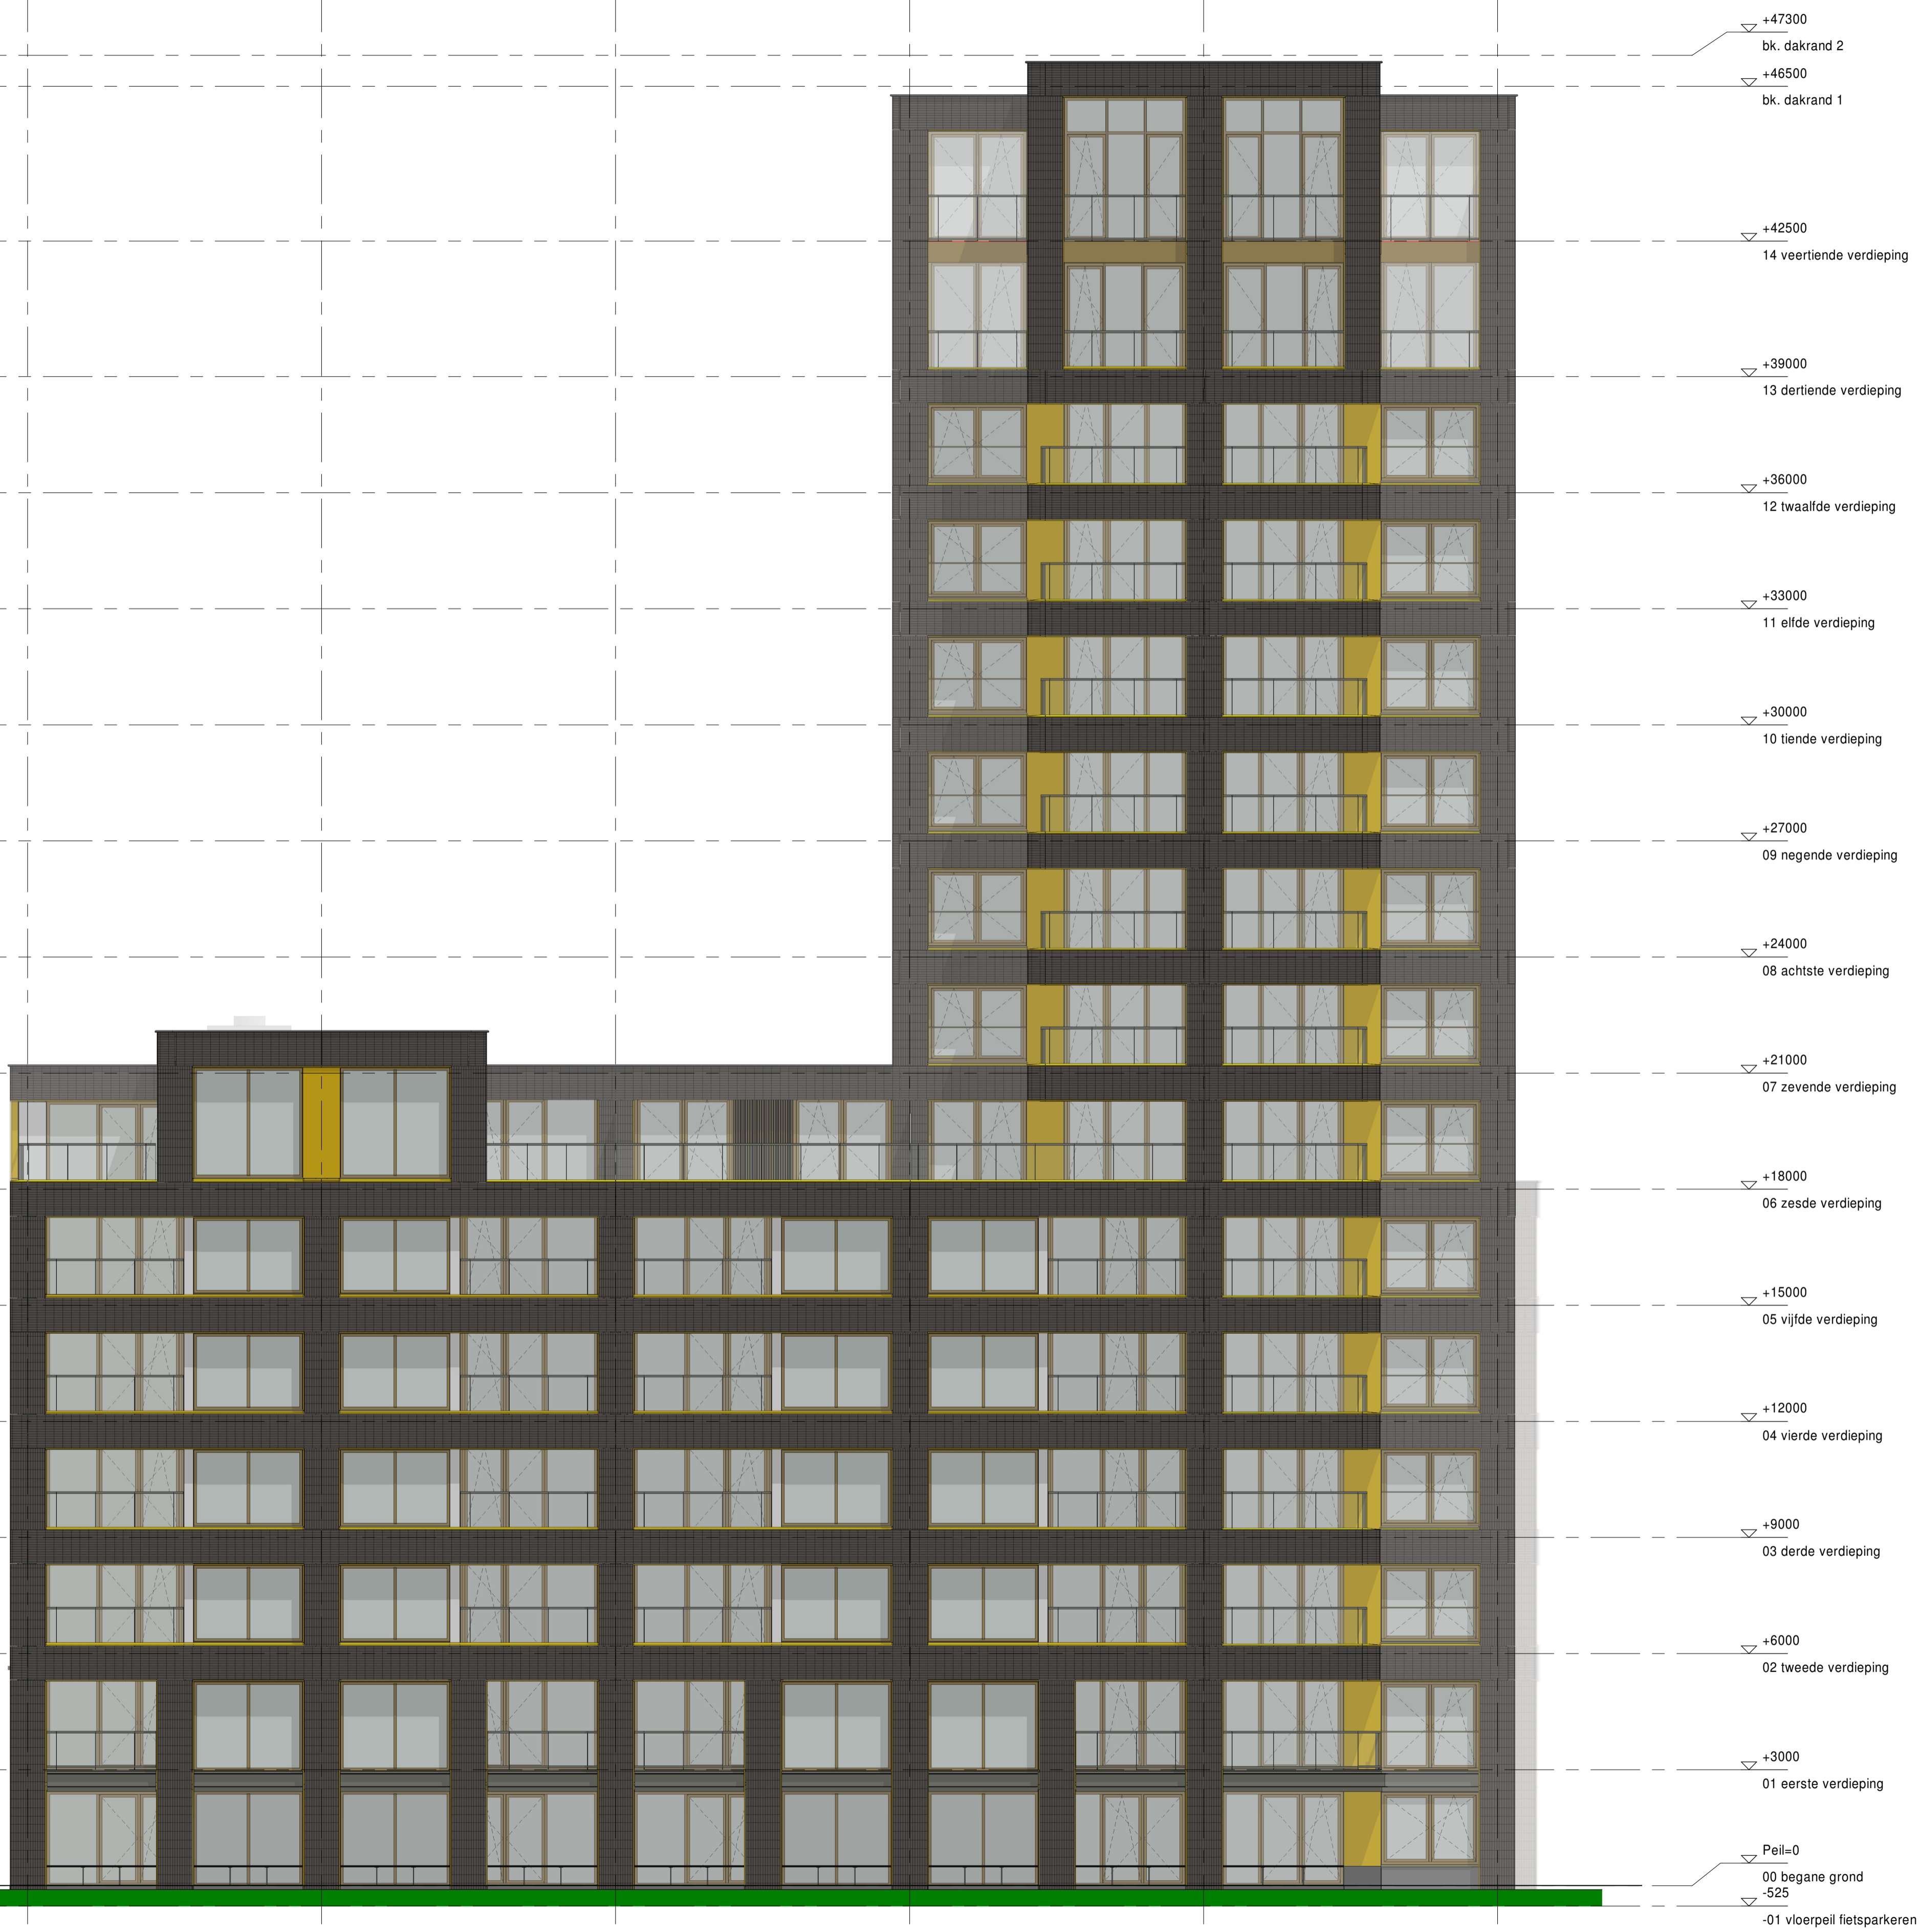 +47300
bk. dakrand 2
+46500
bk. dakrand 1
+42500
14 veertiende verdieping
+39000
13 dertiende verdieping
+36000
12 twaalfde verdieping
+33000
11 elfde verdieping
+30000
10 tiende verdieping
+27000
09 negende verdieping
+24000
08 achtste verdieping
+21000
07 zevende verdieping
+18000
06 zesde verdieping
+15000
05 vijfde verdieping
+12000
04 vierde verdieping
+9000
03 derde verdieping
+6000
02 tweede verdieping
+3000
01 eerste verdieping
Peil=0
00 begane grond
-525
-01 vloerpeil fietsparkeren